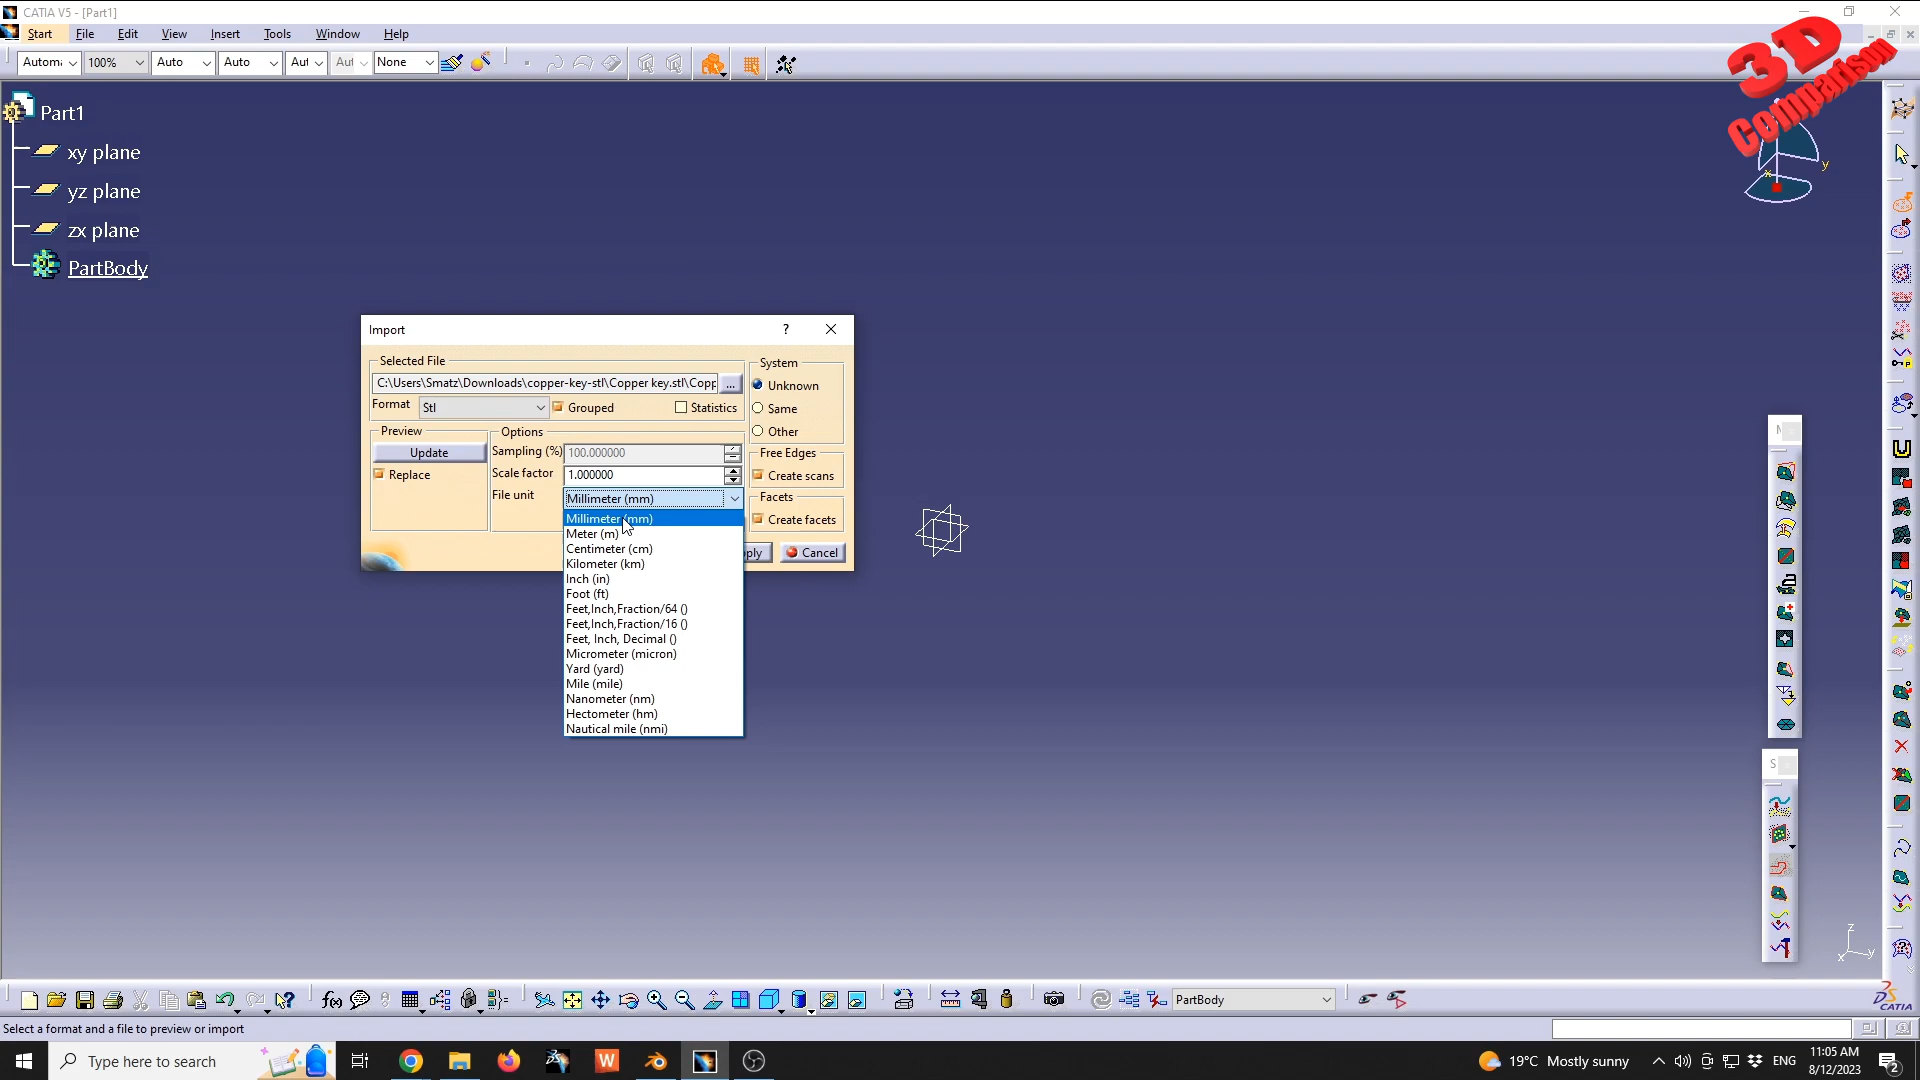 CATIA V5 - [Part1]
Start File Edit View Insert Tools Window Help
100% Auto Auto Aut Aut None
3D
Comparison
Part1
xy plane
yz plane
zx plane
PartBody
x
y
Import ?
Selected File
C:\Users\Smatz\Downloads\copper-key-stl\Copper key.stl\Copp ...
Format Stl Grouped Statistics
System
Unknown
Same
Other
Preview
Update
Replace
Options
Sampling (%) 100.000000
Scale factor 1.000000
File unit Millimeter (mm)
Free Edges
Create scans
Facets
Create facets
Millimeter (mm)
Meter (m)
Centimeter (cm)
Kilometer (km)
Inch (in)
Foot (ft)
Feet,Inch,Fraction/64 ()
Feet,Inch,Fraction/16 ()
Feet, Inch, Decimal ()
Micrometer (micron)
Yard (yard)
Mile (mile)
Nanometer (nm)
Hectometer (hm)
Nautical mile (nmi)
pply Cancel
S
z
x y
f(x) PartBody
CATIA
Select a format and a file to preview or import
Type here to search
W
19°C Mostly sunny
ENG
11:05 AM
8/12/2023
2